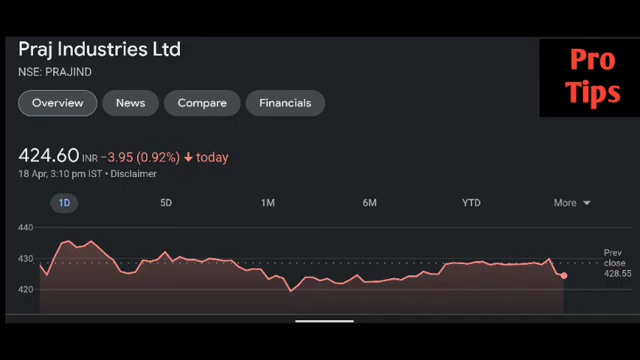 Praj Industries Ltd
NSE: PRAJIND
Pro
Tips
Overview News Compare Financials
424.60 INR −3.95 (0.92%) ↓ today
18 Apr, 3:10 pm IST • Disclaimer
1D 5D 1M 6M YTD More
440
430
420
Prev
close
428.55